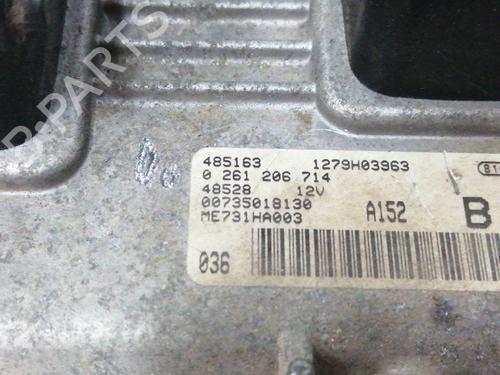 B-PARTS
485163 1279H03963
0 261 206 714
48528 12V
00735018130
ME731HA003 A152 B
036